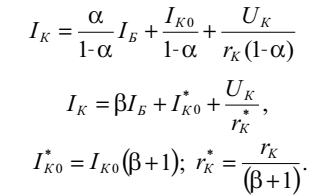 I_К = α/(1-α) I_Б + I_К0/(1-α) + U_К/(r_К(1-α))
I_К = βI_Б + I*_К0 + U_К/r*_К ,
I*_К0 = I_К0(β+1); r*_К = r_К/(β+1).